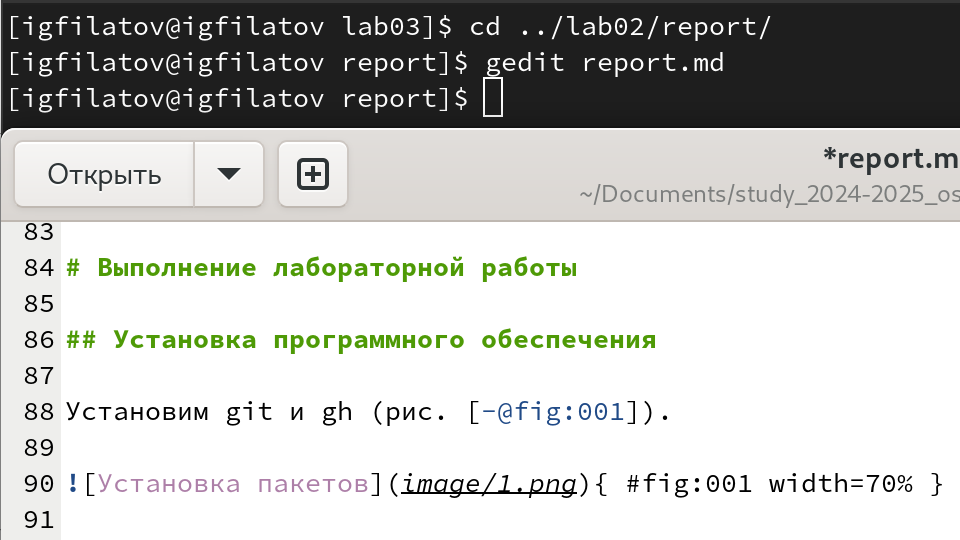 [igfilatov@igfilatov lab03]$ cd ../lab02/report/
[igfilatov@igfilatov report]$ gedit report.md
[igfilatov@igfilatov report]$
Открыть
*report.m
~/Documents/study_2024-2025_os
83
84 # Выполнение лабораторной работы
85
86 ## Установка программного обеспечения
87
88 Установим git и gh (рис. [-@fig:001]).
89
90 ![Установка пакетов](image/1.png){ #fig:001 width=70% }
91